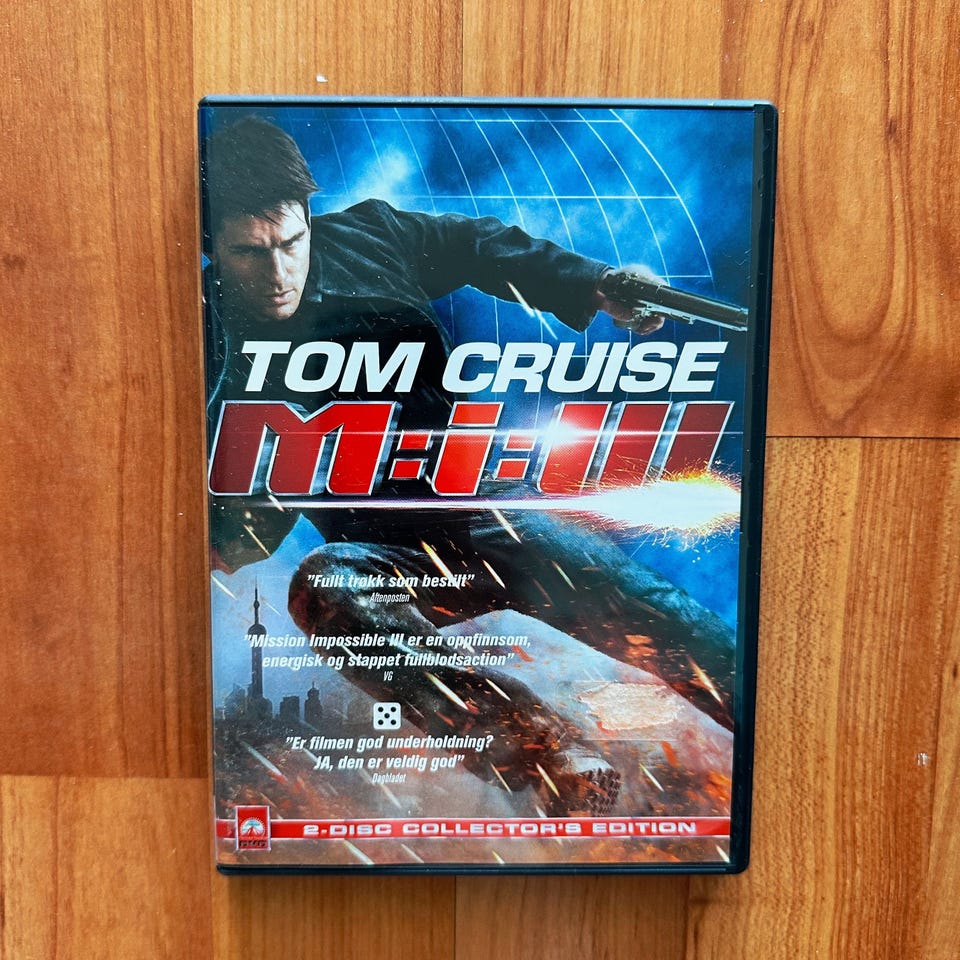 TOM CRUISE
M:i:III
"Fullt trøkk som bestilt"
Aftenposten
"Mission Impossible III er en oppfinnsom,
energisk og stappet fullblodsaction"
VG
"Er filmen god underholdning?
JA, den er veldig god"
Dagbladet
2-DISC COLLECTOR'S EDITION